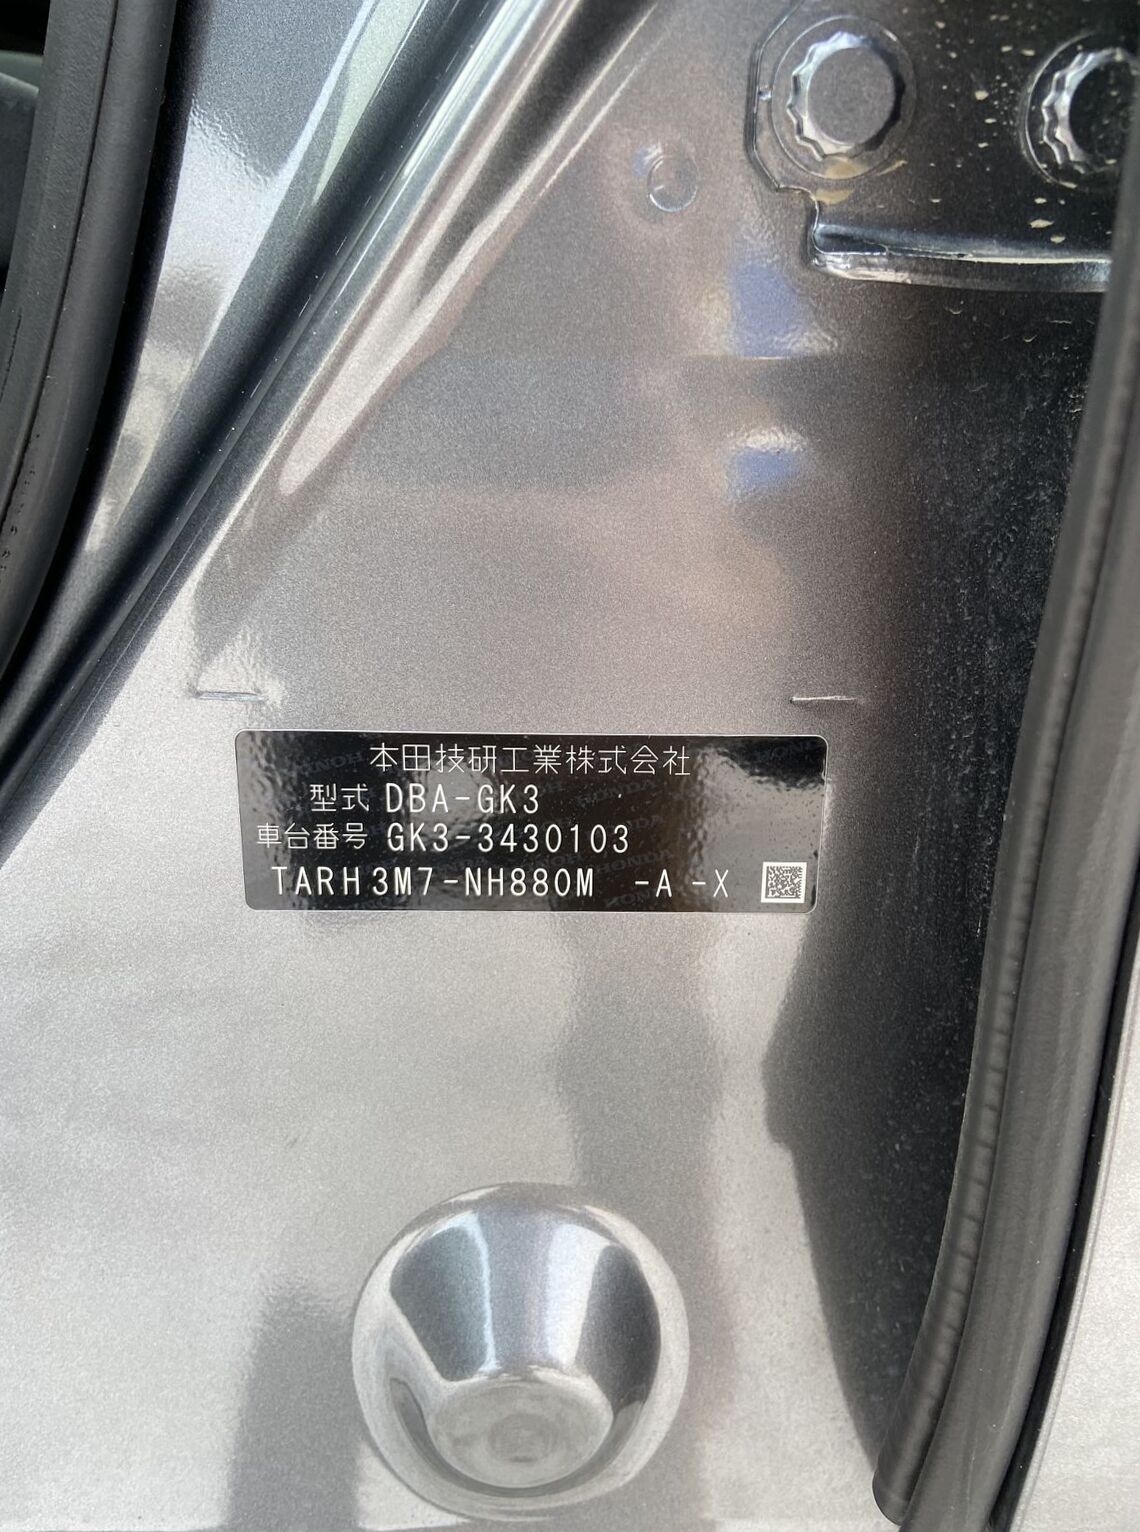 本田技研工業株式会社
型式 DBA-GK3
車台番号 GK3-3430103
TARH3M7-NH880M -A -X